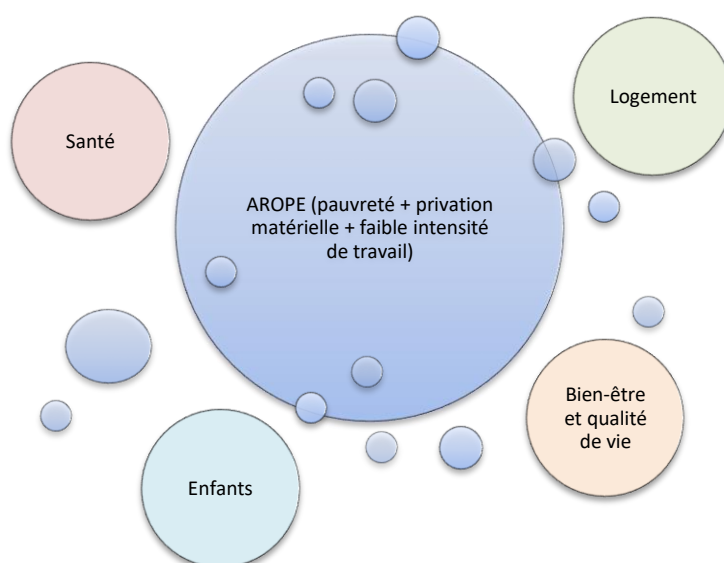 Logement
Santé
AROPE (pauvreté + privation
matérielle + faible intensité
de travail)
Bien-être
et qualité
de vie
Enfants